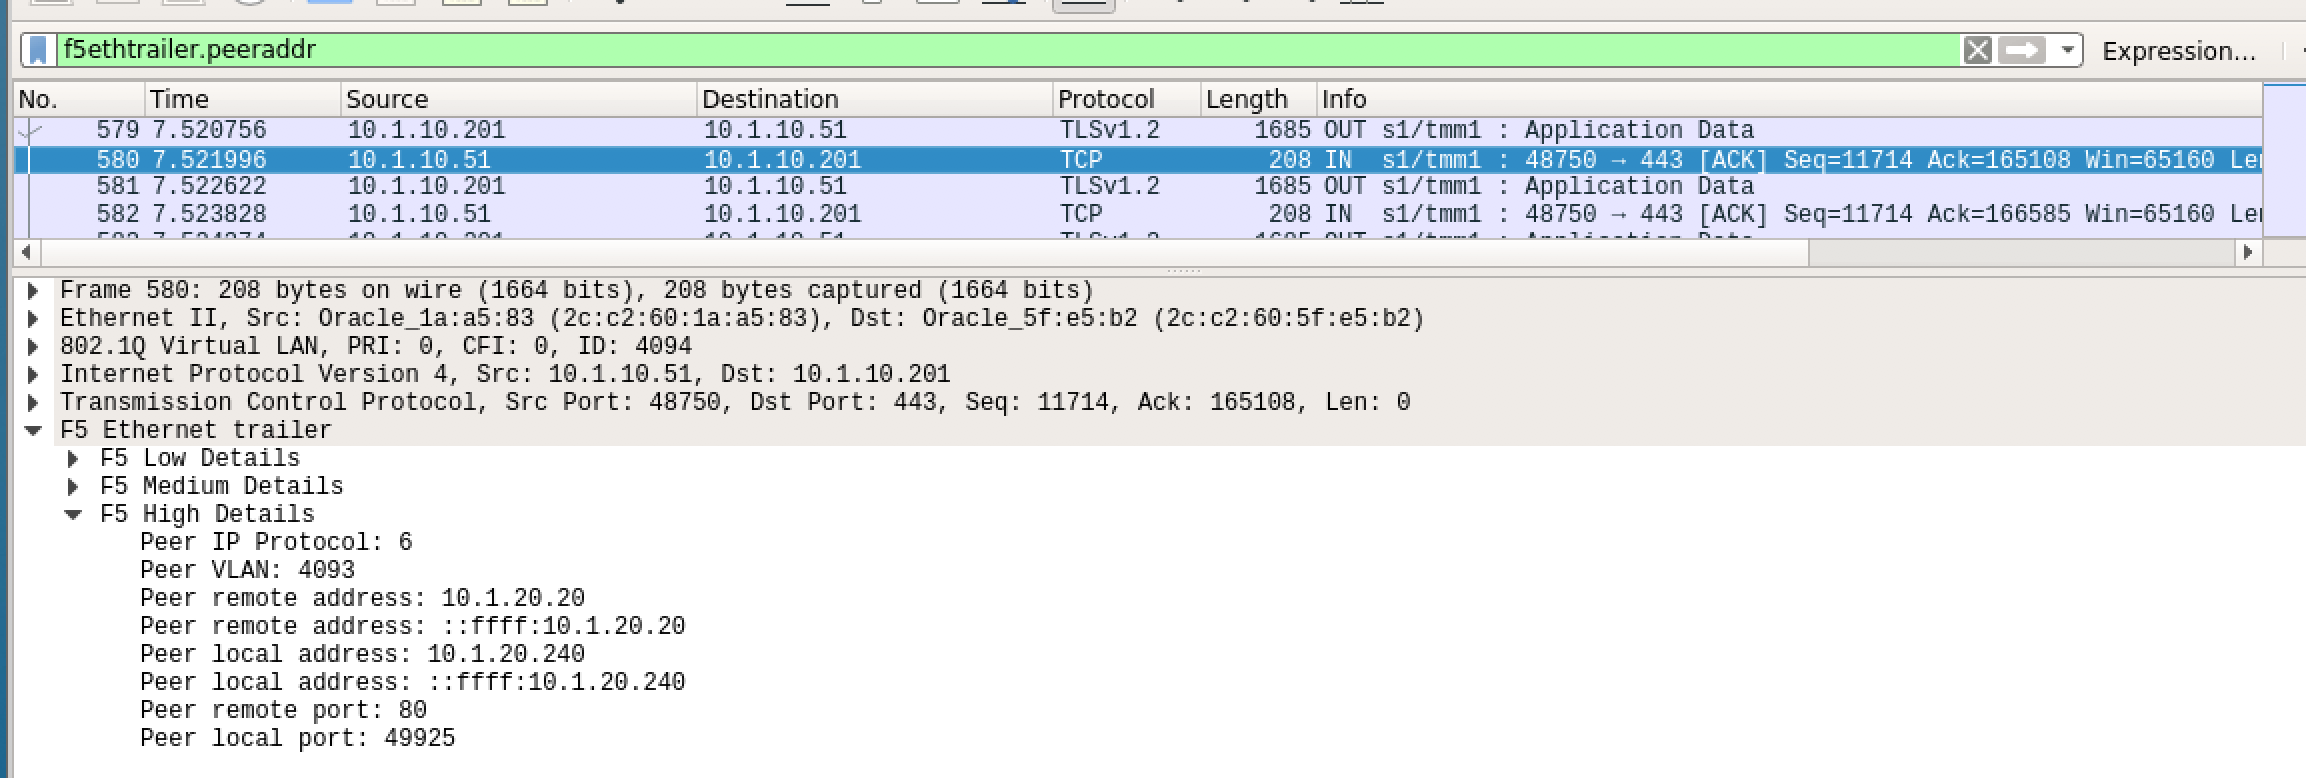 f5ethtrailer.peeraddr Expression...
No. Time Source Destination Protocol Length Info
579 7.520756 10.1.10.201 10.1.10.51 TLSv1.2 1685 OUT s1/tmm1 : Application Data
580 7.521996 10.1.10.51 10.1.10.201 TCP 208 IN s1/tmm1 : 48750 → 443 [ACK] Seq=11714 Ack=165108 Win=65160
581 7.522622 10.1.10.201 10.1.10.51 TLSv1.2 1685 OUT s1/tmm1 : Application Data
582 7.523828 10.1.10.51 10.1.10.201 TCP 208 IN s1/tmm1 : 48750 → 443 [ACK] Seq=11714 Ack=166585 Win=65160
Frame 580: 208 bytes on wire (1664 bits), 208 bytes captured (1664 bits)
Ethernet II, Src: Oracle_1a:a5:83 (2c:c2:60:1a:a5:83), Dst: Oracle_5f:e5:b2 (2c:c2:60:5f:e5:b2)
802.1Q Virtual LAN, PRI: 0, CFI: 0, ID: 4094
Internet Protocol Version 4, Src: 10.1.10.51, Dst: 10.1.10.201
Transmission Control Protocol, Src Port: 48750, Dst Port: 443, Seq: 11714, Ack: 165108, Len: 0
F5 Ethernet trailer
F5 Low Details
F5 Medium Details
F5 High Details
Peer IP Protocol: 6
Peer VLAN: 4093
Peer remote address: 10.1.20.20
Peer remote address: ::ffff:10.1.20.20
Peer local address: 10.1.20.240
Peer local address: ::ffff:10.1.20.240
Peer remote port: 80
Peer local port: 49925